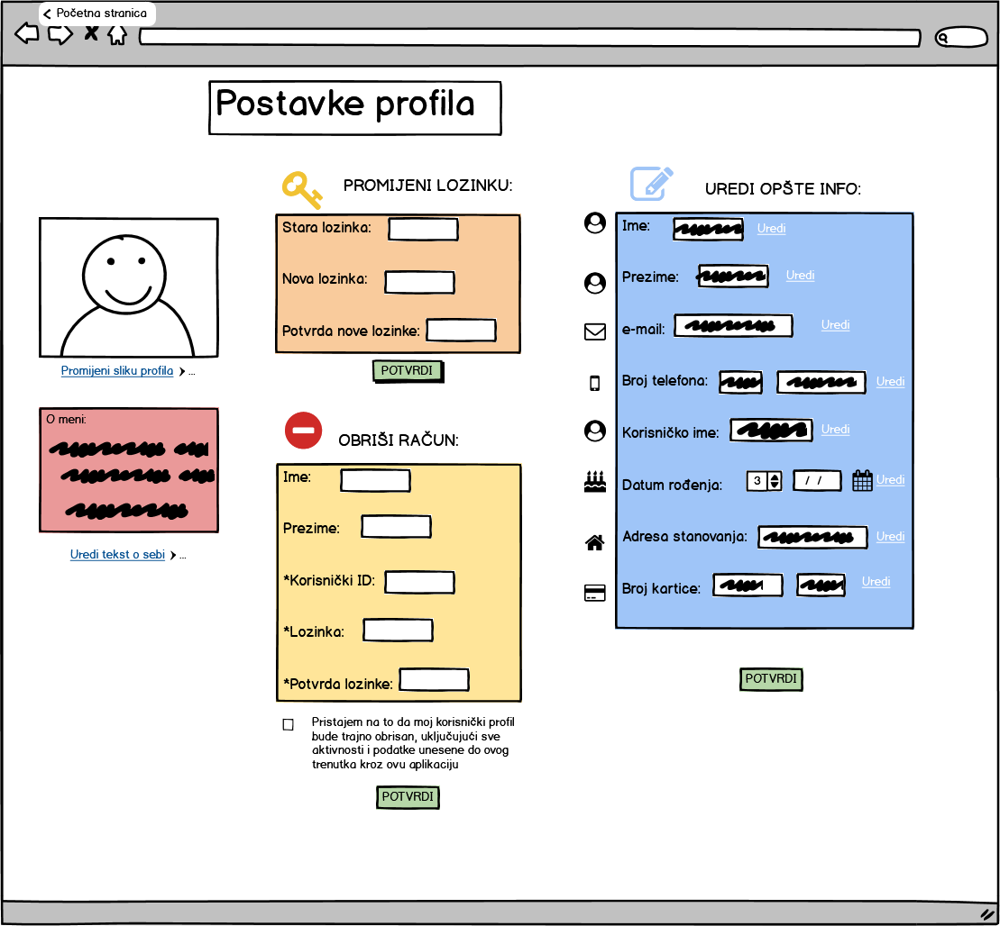 Početna stranica
Postavke profila
Promijeni sliku profila ...
O meni:
Uredi tekst o sebi ...
PROMIJENI LOZINKU:
Stara lozinka:
Nova lozinka:
Potvrda nove lozinke:
POTVRDI
OBRIŠI RAČUN:
Ime:
Prezime:
*Korisnički ID:
*Lozinka:
*Potvrda lozinke:
Pristajem na to da moj korisnički profil
bude trajno obrisan, uključujući sve
aktivnosti i podatke unesene do ovog
trenutka kroz ovu aplikaciju
POTVRDI
UREDI OPŠTE INFO:
Ime: Uredi
Prezime: Uredi
e-mail: Uredi
Broj telefona: Uredi
Korisničko ime: Uredi
Datum rođenja: 3 / / Uredi
Adresa stanovanja: Uredi
Broj kartice: Uredi
POTVRDI